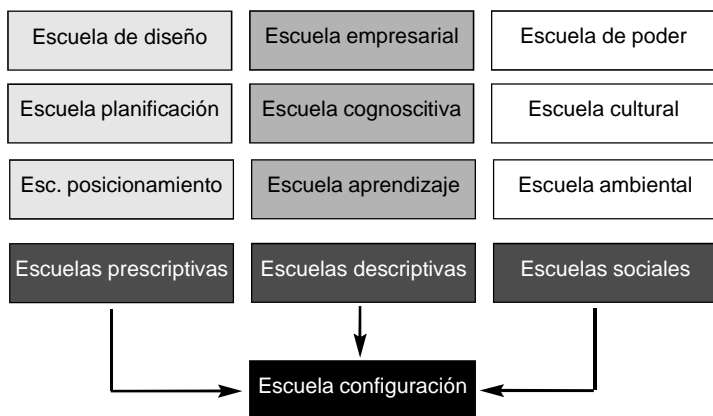 Escuela de diseño
Escuela empresarial
Escuela de poder
Escuela planificación
Escuela cognoscitiva
Escuela cultural
Esc. posicionamiento
Escuela aprendizaje
Escuela ambiental
Escuelas prescriptivas
Escuelas descriptivas
Escuelas sociales
Escuela configuración